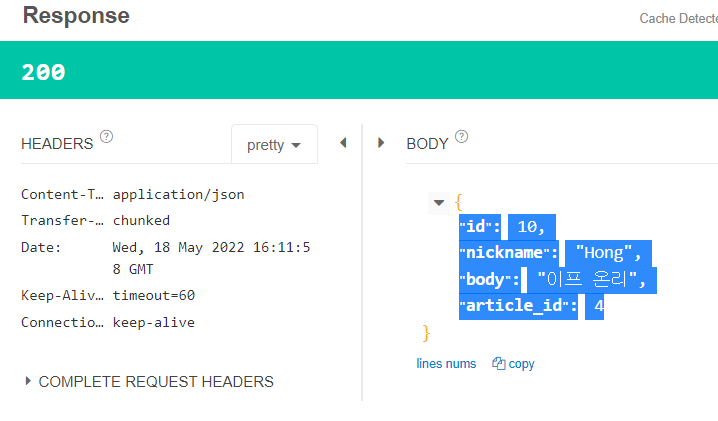 Response
Cache Detecte
200
HEADERS ?
pretty
BODY ?
Content-T… application/json
Transfer-… chunked
Date: Wed, 18 May 2022 16:11:5
8 GMT
Keep-Aliv… timeout=60
Connectio… keep-alive
COMPLETE REQUEST HEADERS
{
"id": 10,
"nickname": "Hong",
"body": "이프 온리",
"article_id": 4
}
lines nums copy